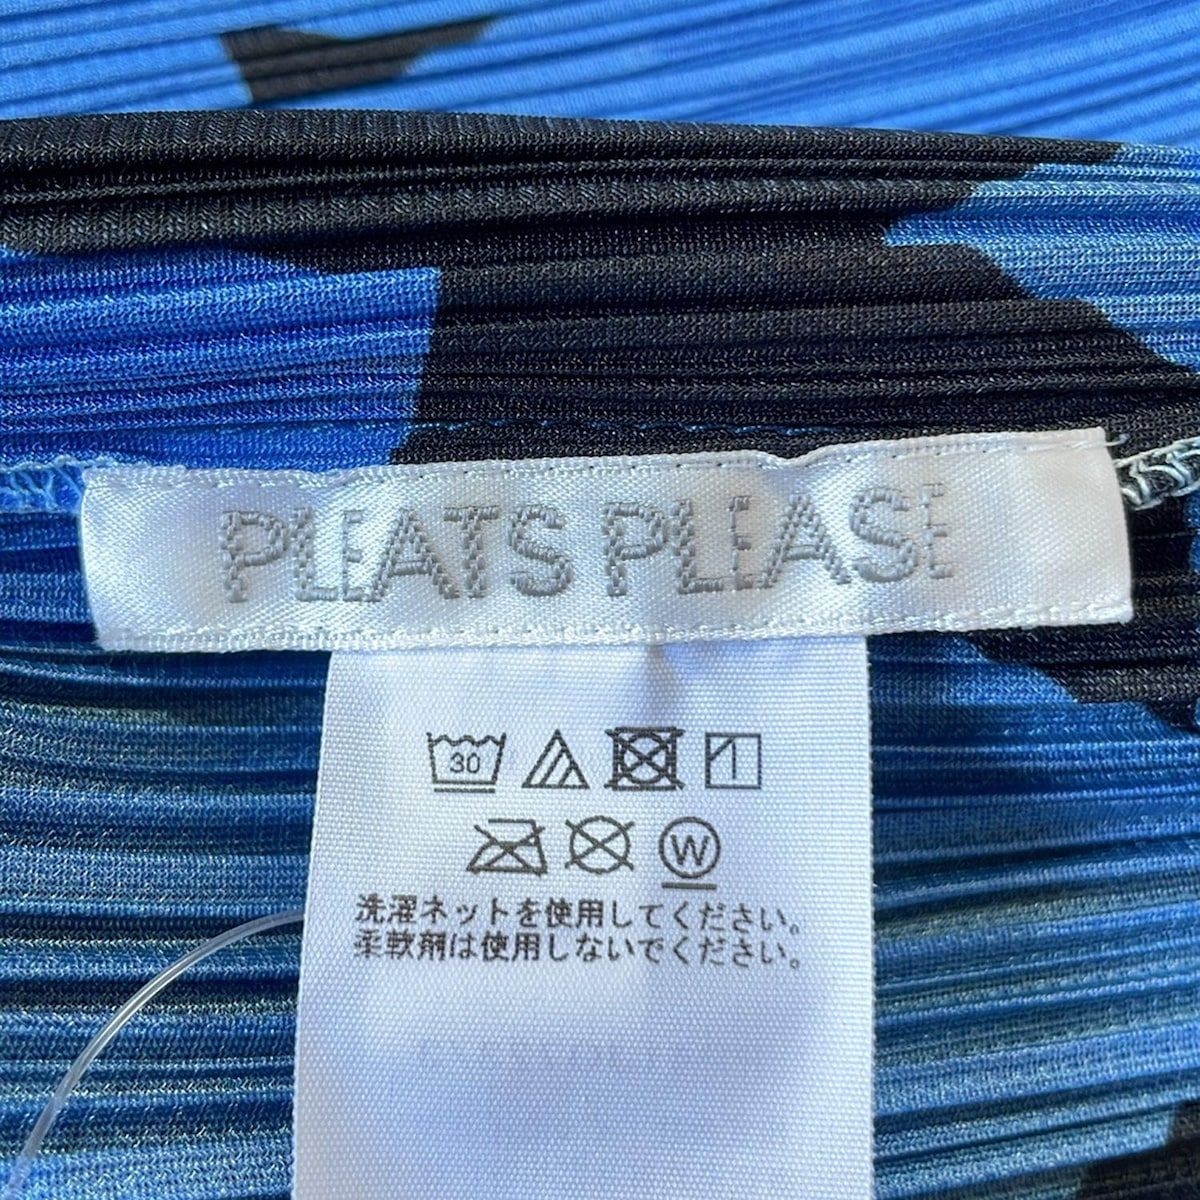 PLEATS PLEASE
30
W
洗濯ネットを使用してください。
柔軟剤は使用しないでください。